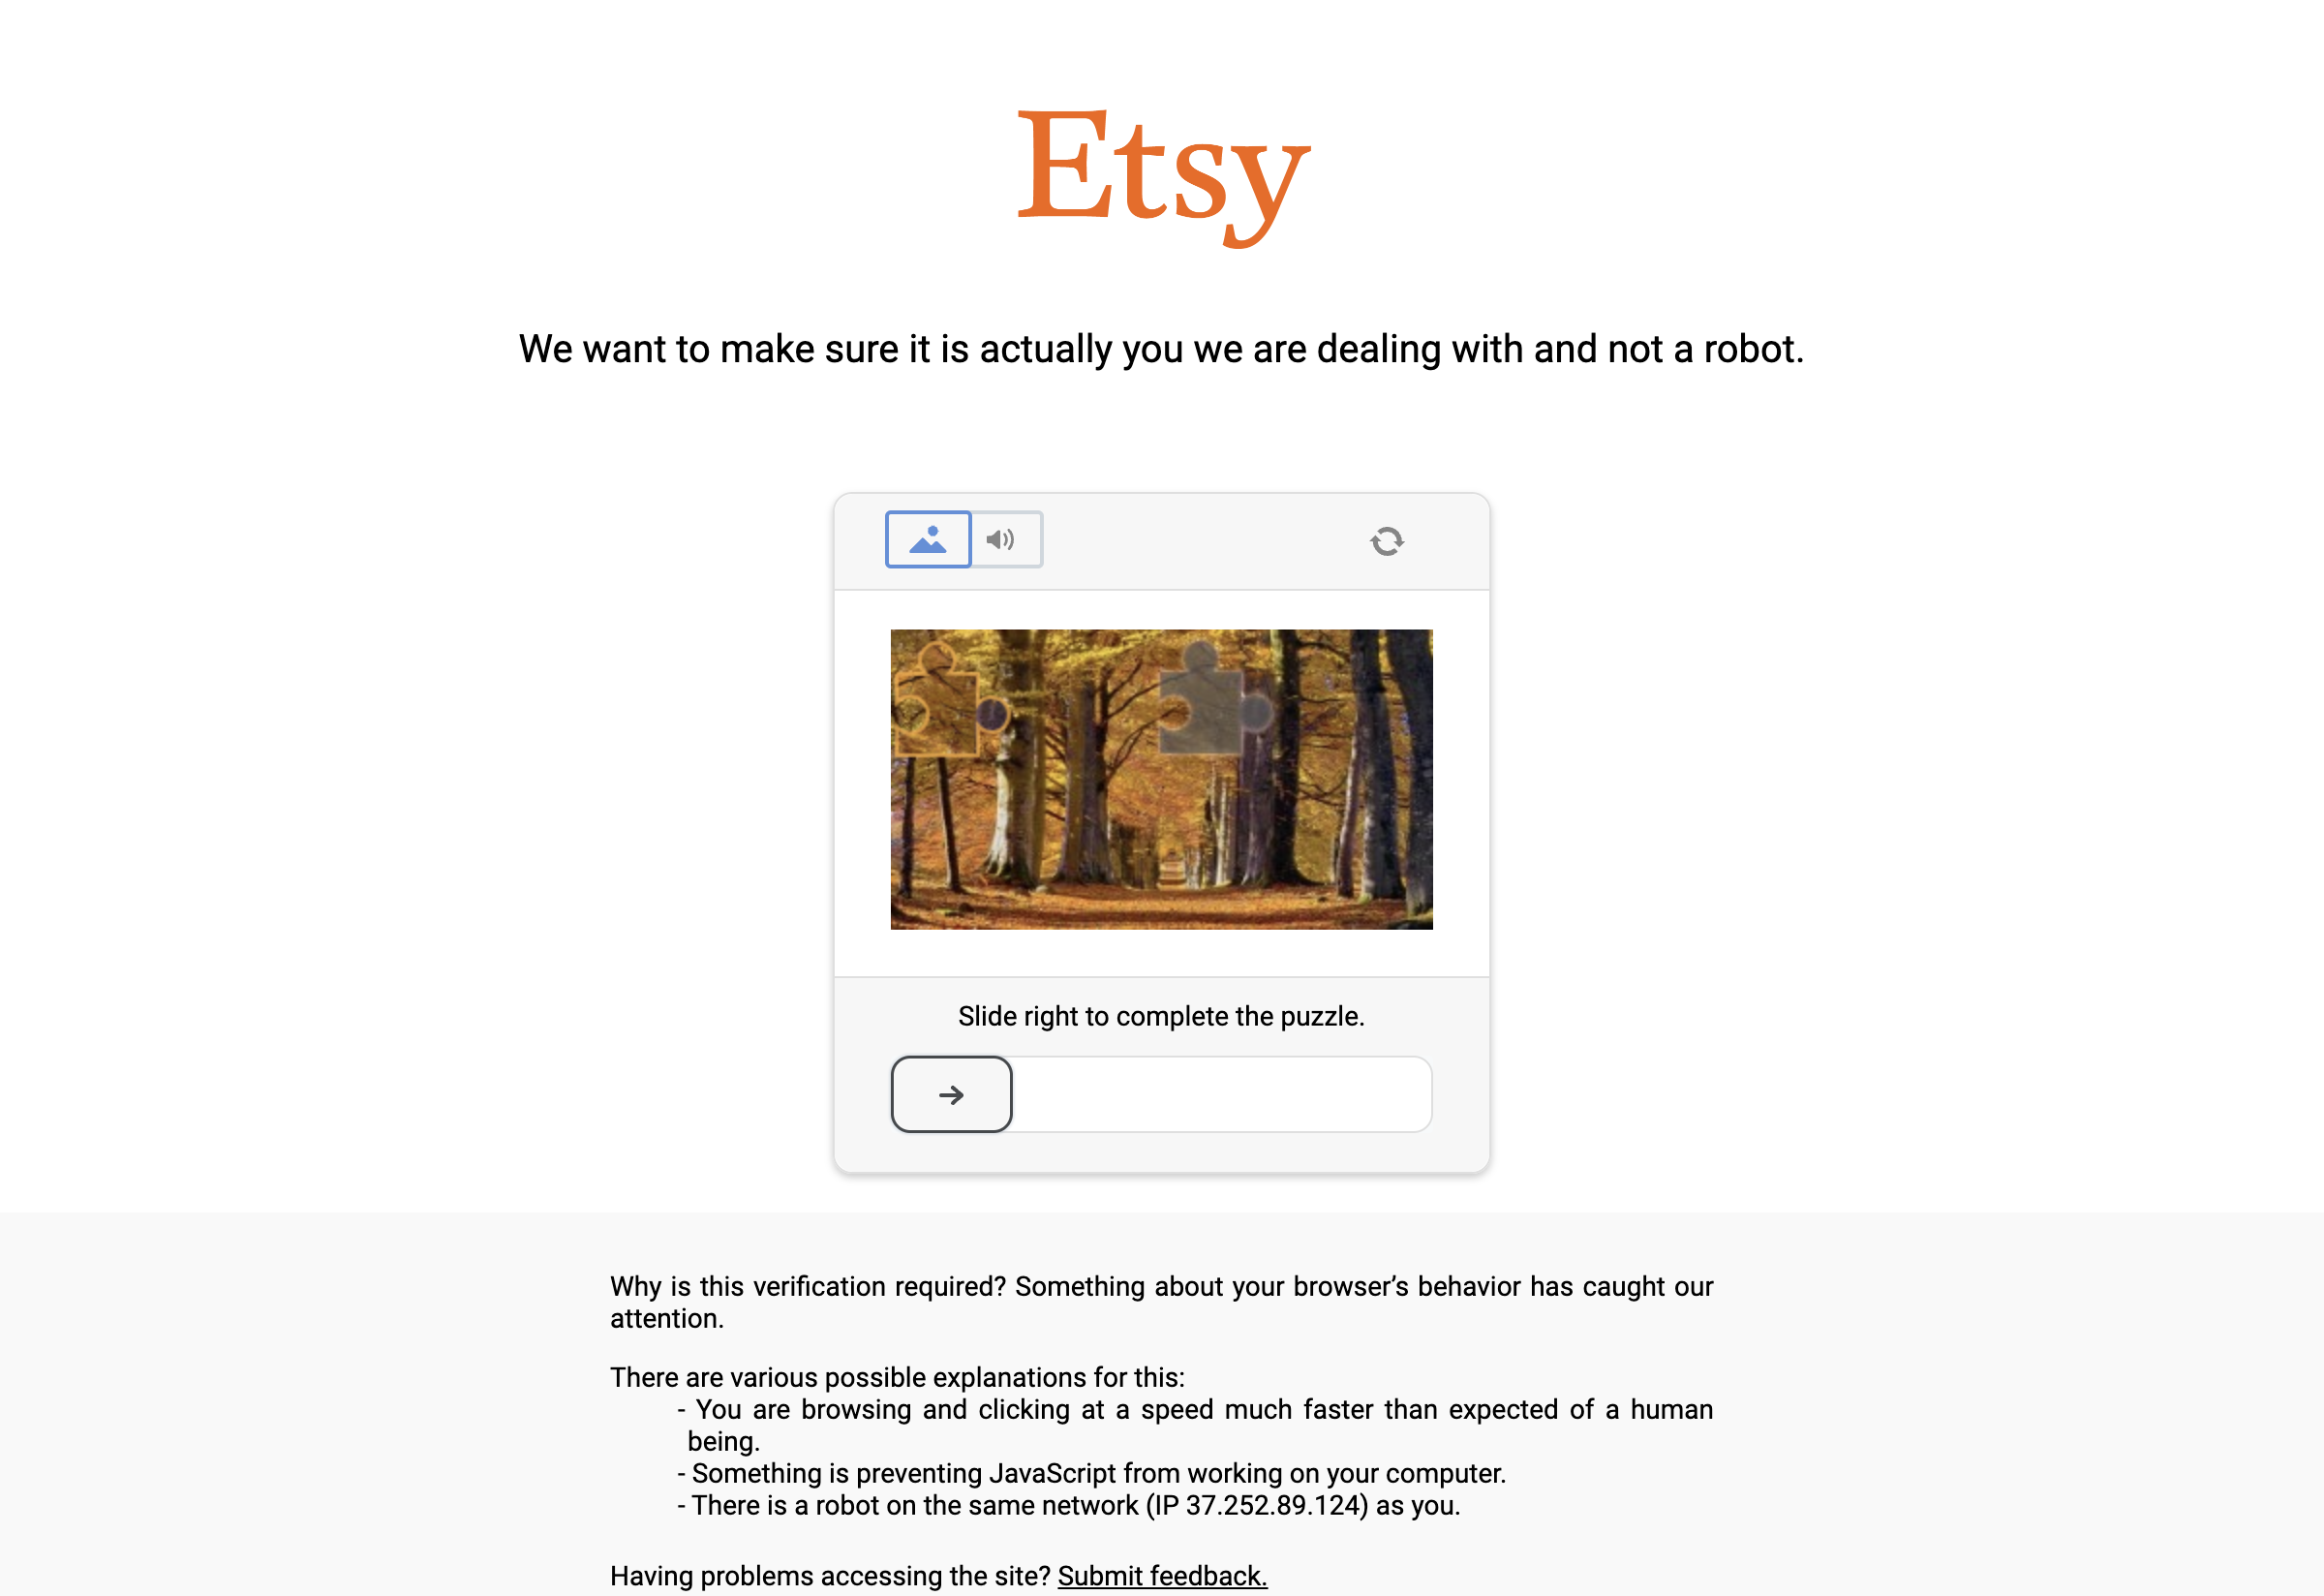 Etsy
We want to make sure it is actually you we are dealing with and not a robot.
Slide right to complete the puzzle.
Why is this verification required? Something about your browser’s behavior has caught our
attention.
There are various possible explanations for this:
- You are browsing and clicking at a speed much faster than expected of a human
being.
- Something is preventing JavaScript from working on your computer.
- There is a robot on the same network (IP 37.252.89.124) as you.
Having problems accessing the site? Submit feedback.